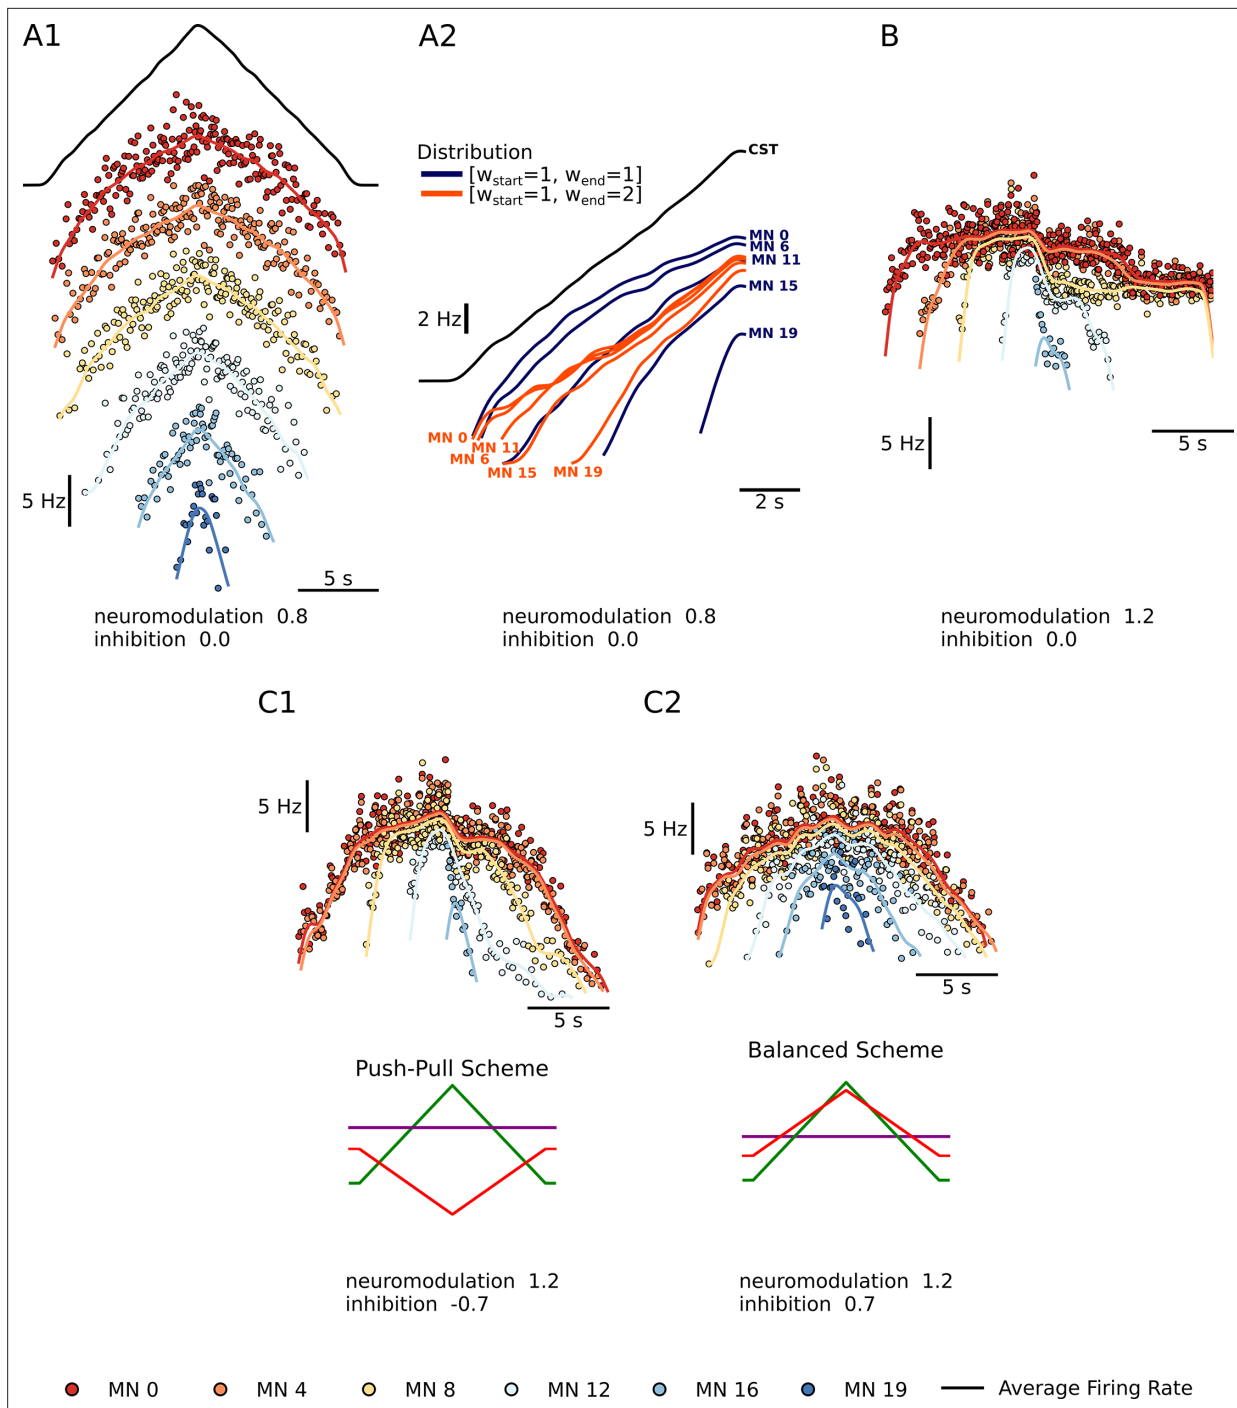 A1
A2
B
Distribution
[w_start=1, w_end=1]
[w_start=1, w_end=2]
CST
MN 0
MN 6
MN 11
MN 15
MN 19
2 Hz
MN 0
MN 11
MN 6
MN 15
MN 19
2 s
5 Hz
5 s
5 Hz
5 s
neuromodulation 0.8
inhibition 0.0
neuromodulation 0.8
inhibition 0.0
neuromodulation 1.2
inhibition 0.0
C1
C2
5 Hz
5 s
5 Hz
5 s
Push-Pull Scheme
Balanced Scheme
neuromodulation 1.2
inhibition -0.7
neuromodulation 1.2
inhibition 0.7
MN 0
MN 4
MN 8
MN 12
MN 16
MN 19
Average Firing Rate